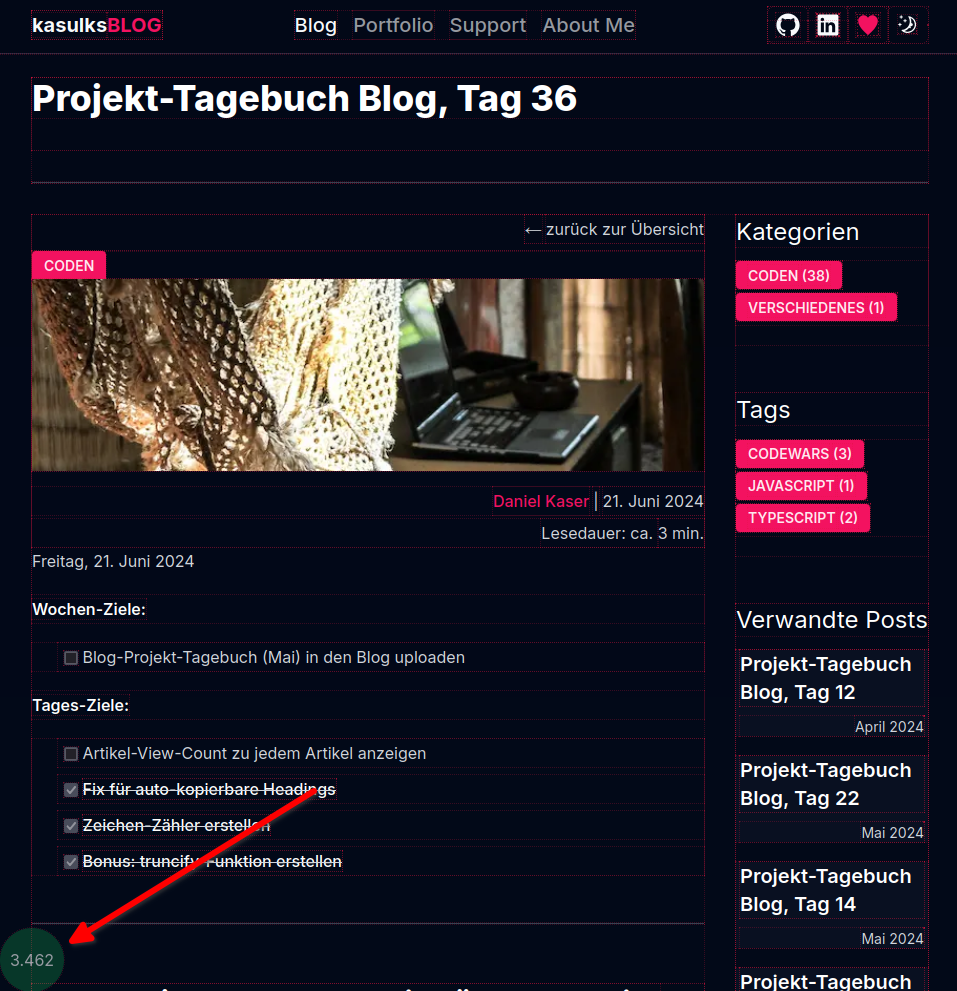 kasulksBLOG
Blog Portfolio Support About Me
Projekt-Tagebuch Blog, Tag 36
← zurück zur Übersicht
CODEN
Daniel Kaser | 21. Juni 2024
Lesedauer: ca. 3 min.
Freitag, 21. Juni 2024
Wochen-Ziele:
Blog-Projekt-Tagebuch (Mai) in den Blog uploaden
Tages-Ziele:
Artikel-View-Count zu jedem Artikel anzeigen
Fix für auto-kopierbare Headings
Zeichen-Zähler erstellen
Bonus: truncify-Funktion erstellen
3.462
Kategorien
CODEN (38)
VERSCHIEDENES (1)
Tags
CODEWARS (3)
JAVASCRIPT (1)
TYPESCRIPT (2)
Verwandte Posts
Projekt-Tagebuch
Blog, Tag 12
April 2024
Projekt-Tagebuch
Blog, Tag 22
Mai 2024
Projekt-Tagebuch
Blog, Tag 14
Mai 2024
Projekt-Tagebuch